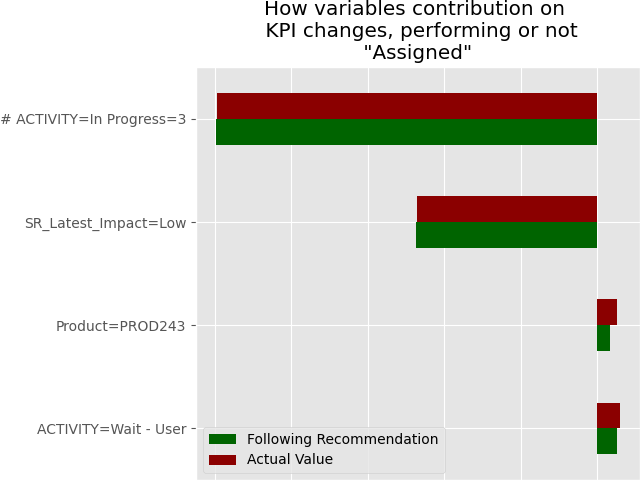 How variables contribution on
KPI changes, performing or not
"Assigned"
# ACTIVITY=In Progress=3
SR_Latest_Impact=Low
Product=PROD243
ACTIVITY=Wait - User
Following Recommendation
Actual Value